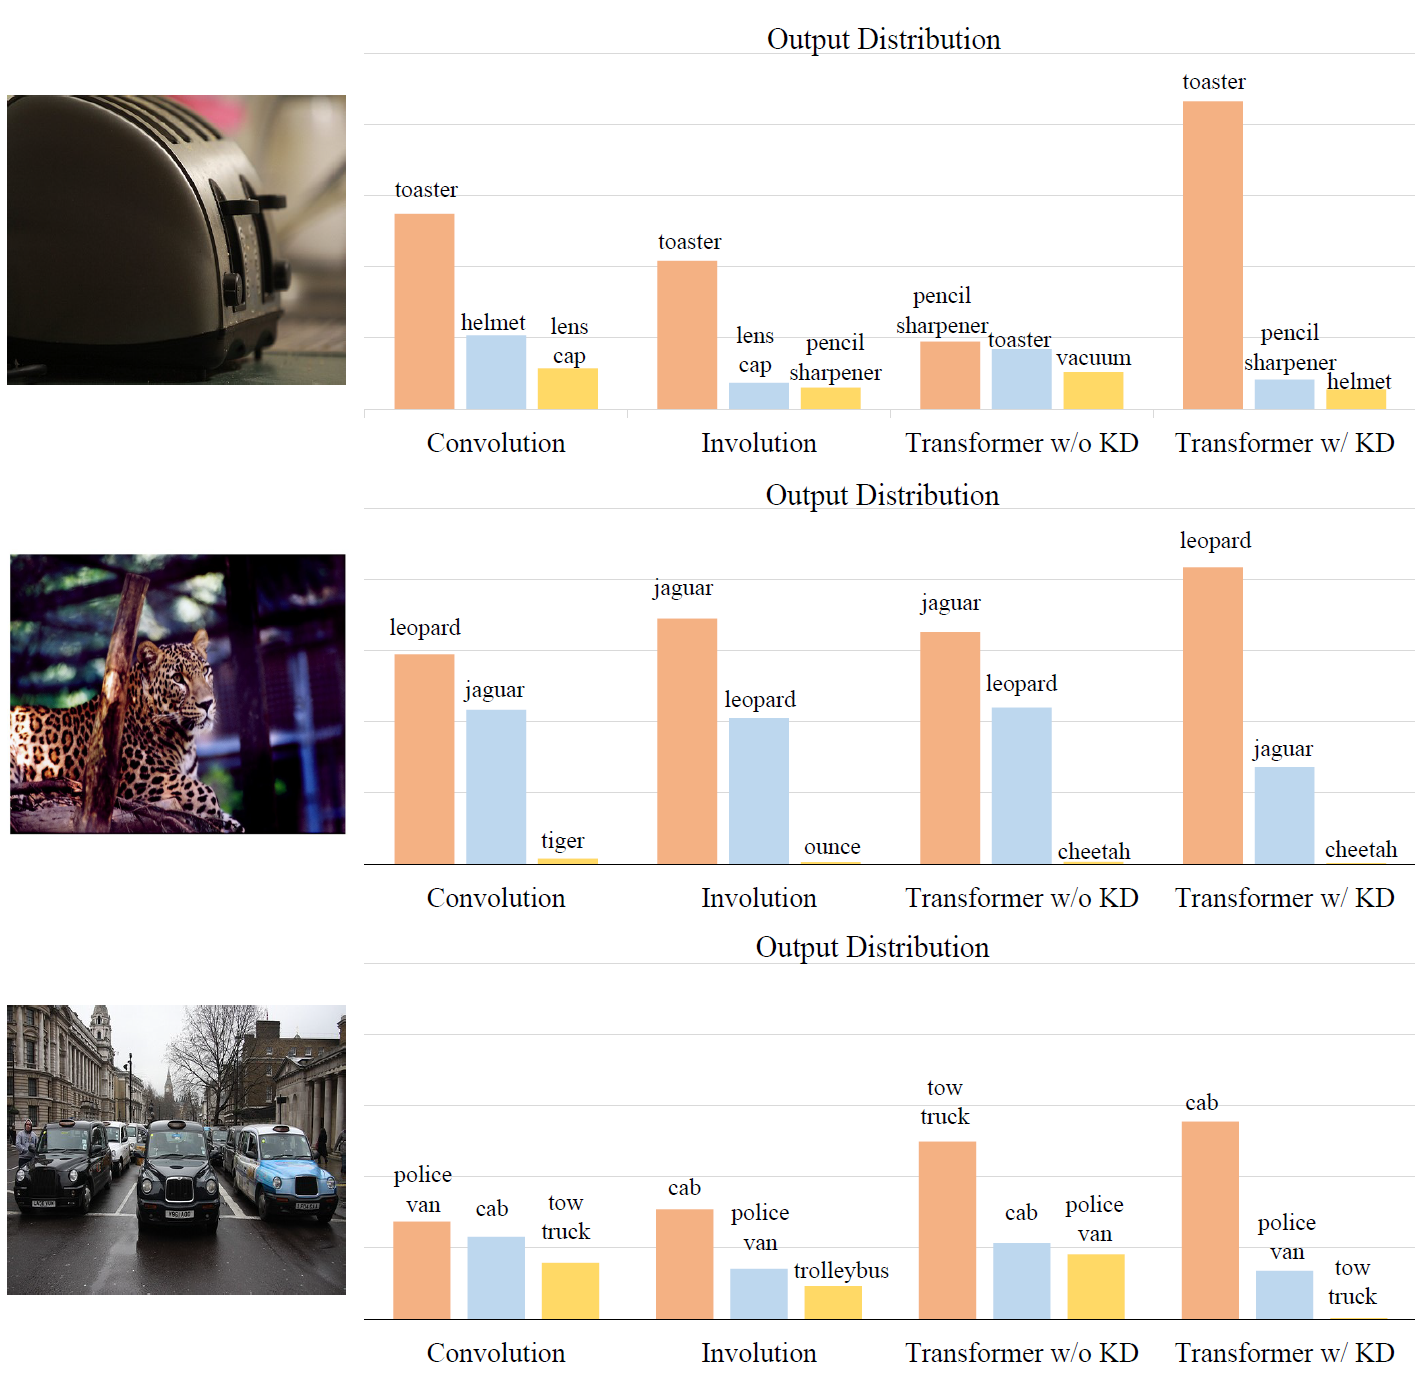 Output Distribution
toaster
helmet
lens
cap
toaster
lens
cap
pencil
sharpener
pencil
sharpener
toaster
vacuum
toaster
pencil
sharpener
helmet
Convolution
Involution
Transformer w/o KD
Transformer w/ KD
Output Distribution
leopard
jaguar
tiger
jaguar
leopard
ounce
jaguar
leopard
cheetah
leopard
jaguar
cheetah
Convolution
Involution
Transformer w/o KD
Transformer w/ KD
Output Distribution
police
van
cab
tow
truck
cab
police
van
trolleybus
tow
truck
cab
police
van
cab
police
van
tow
truck
Convolution
Involution
Transformer w/o KD
Transformer w/ KD